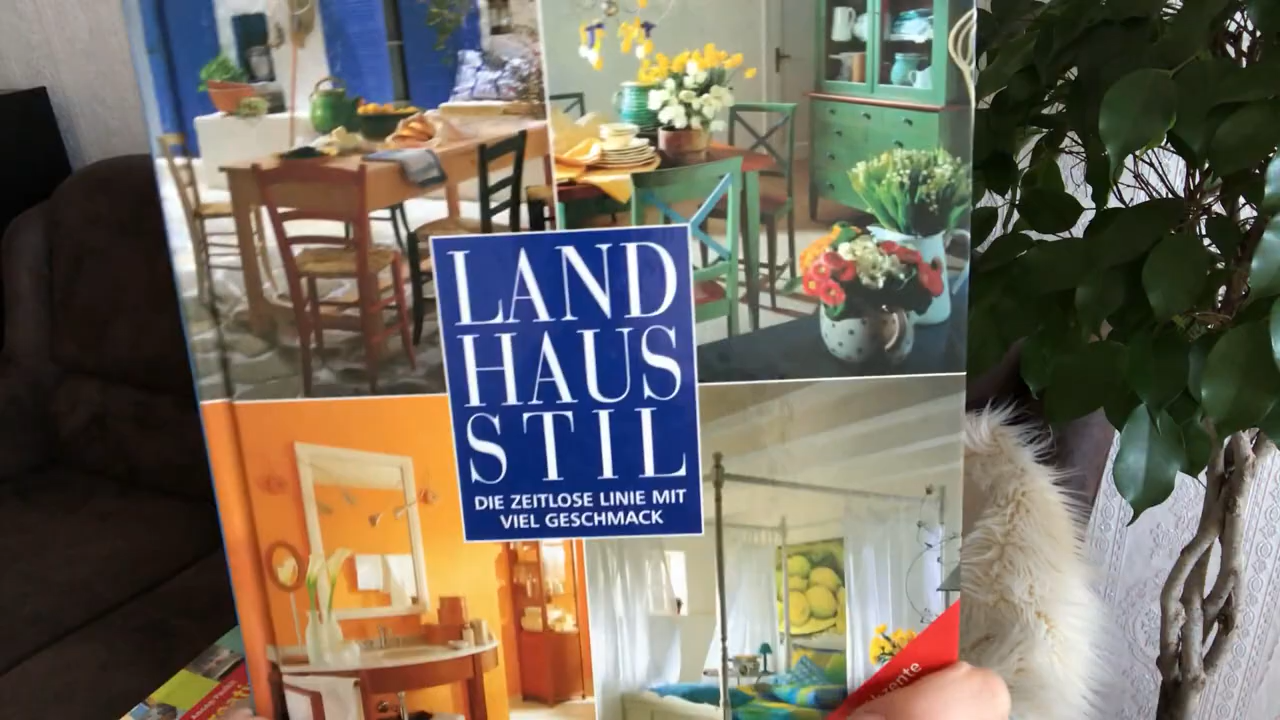 LAND
HAUS
STIL
DIE ZEITLOSE LINIE MIT
VIEL GESCHMACK